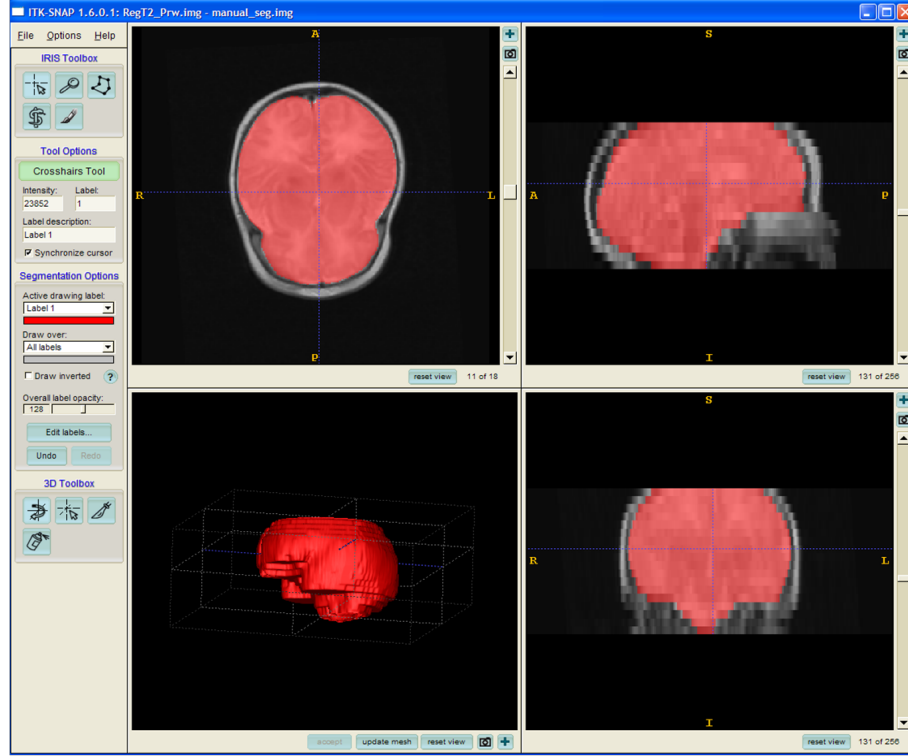 ITK-SNAP 1.6.0.1: RegT2_Prw.img - manual_seg.img
File Options Help
IRIS Toolbox
Tool Options
Crosshairs Tool
Intensity: Label:
23852 1
Label description:
Label 1
Synchronize cursor
Segmentation Options
Active drawing label:
Label 1
Draw over:
All labels
Draw inverted ?
Overall label opacity:
128
Edit labels...
Undo Redo
3D Toolbox
A
R L
P
reset view 11 of 18
S
A P
I
reset view 131 of 256
accept update mesh reset view
S
R L
I
reset view 131 of 256